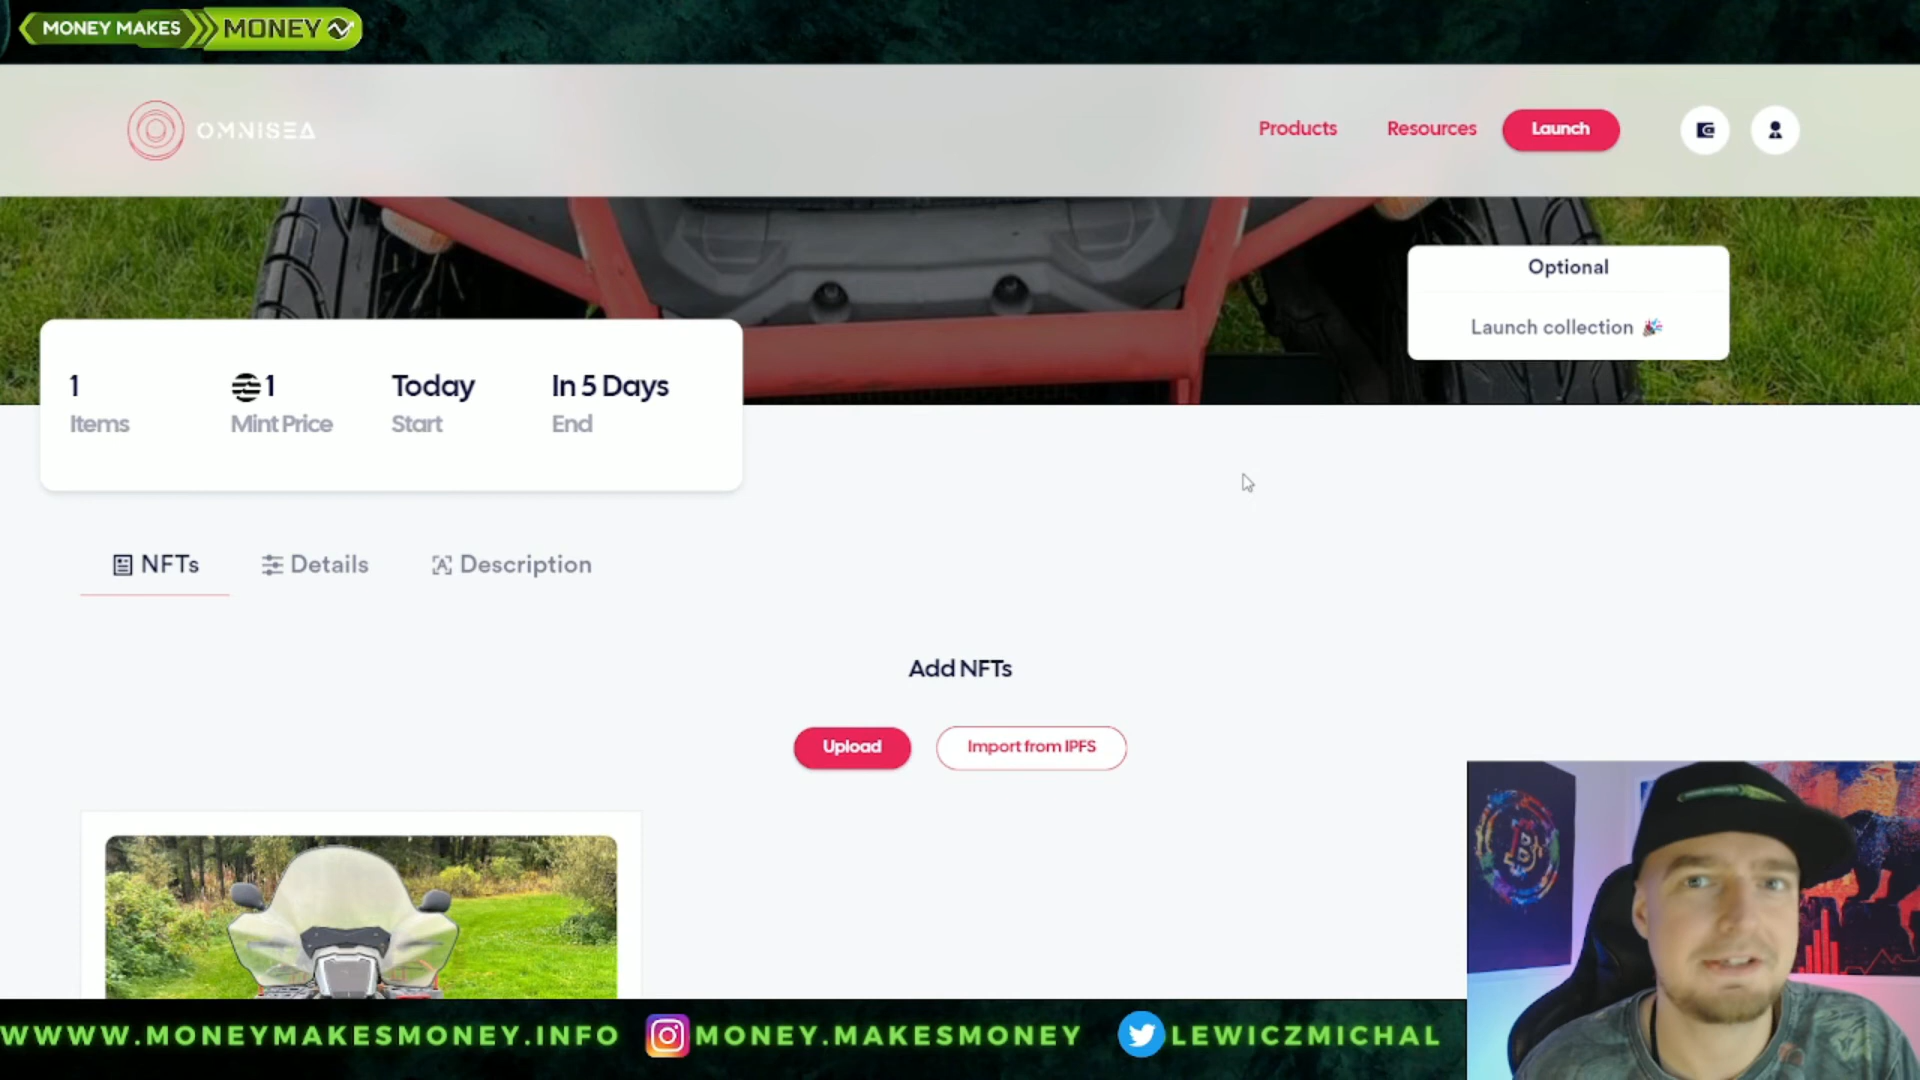 MONEY MAKES MONEY
OMNISEA
Products Resources Launch
Optional
Launch collection
1 1 Today In 5 Days
Items Mint Price Start End
NFTs Details Description
Add NFTs
Upload Import from IPFS
WWWW.MONEYMAKESMONEY.INFO MONEY.MAKESMONEY LEWICZMICHAL